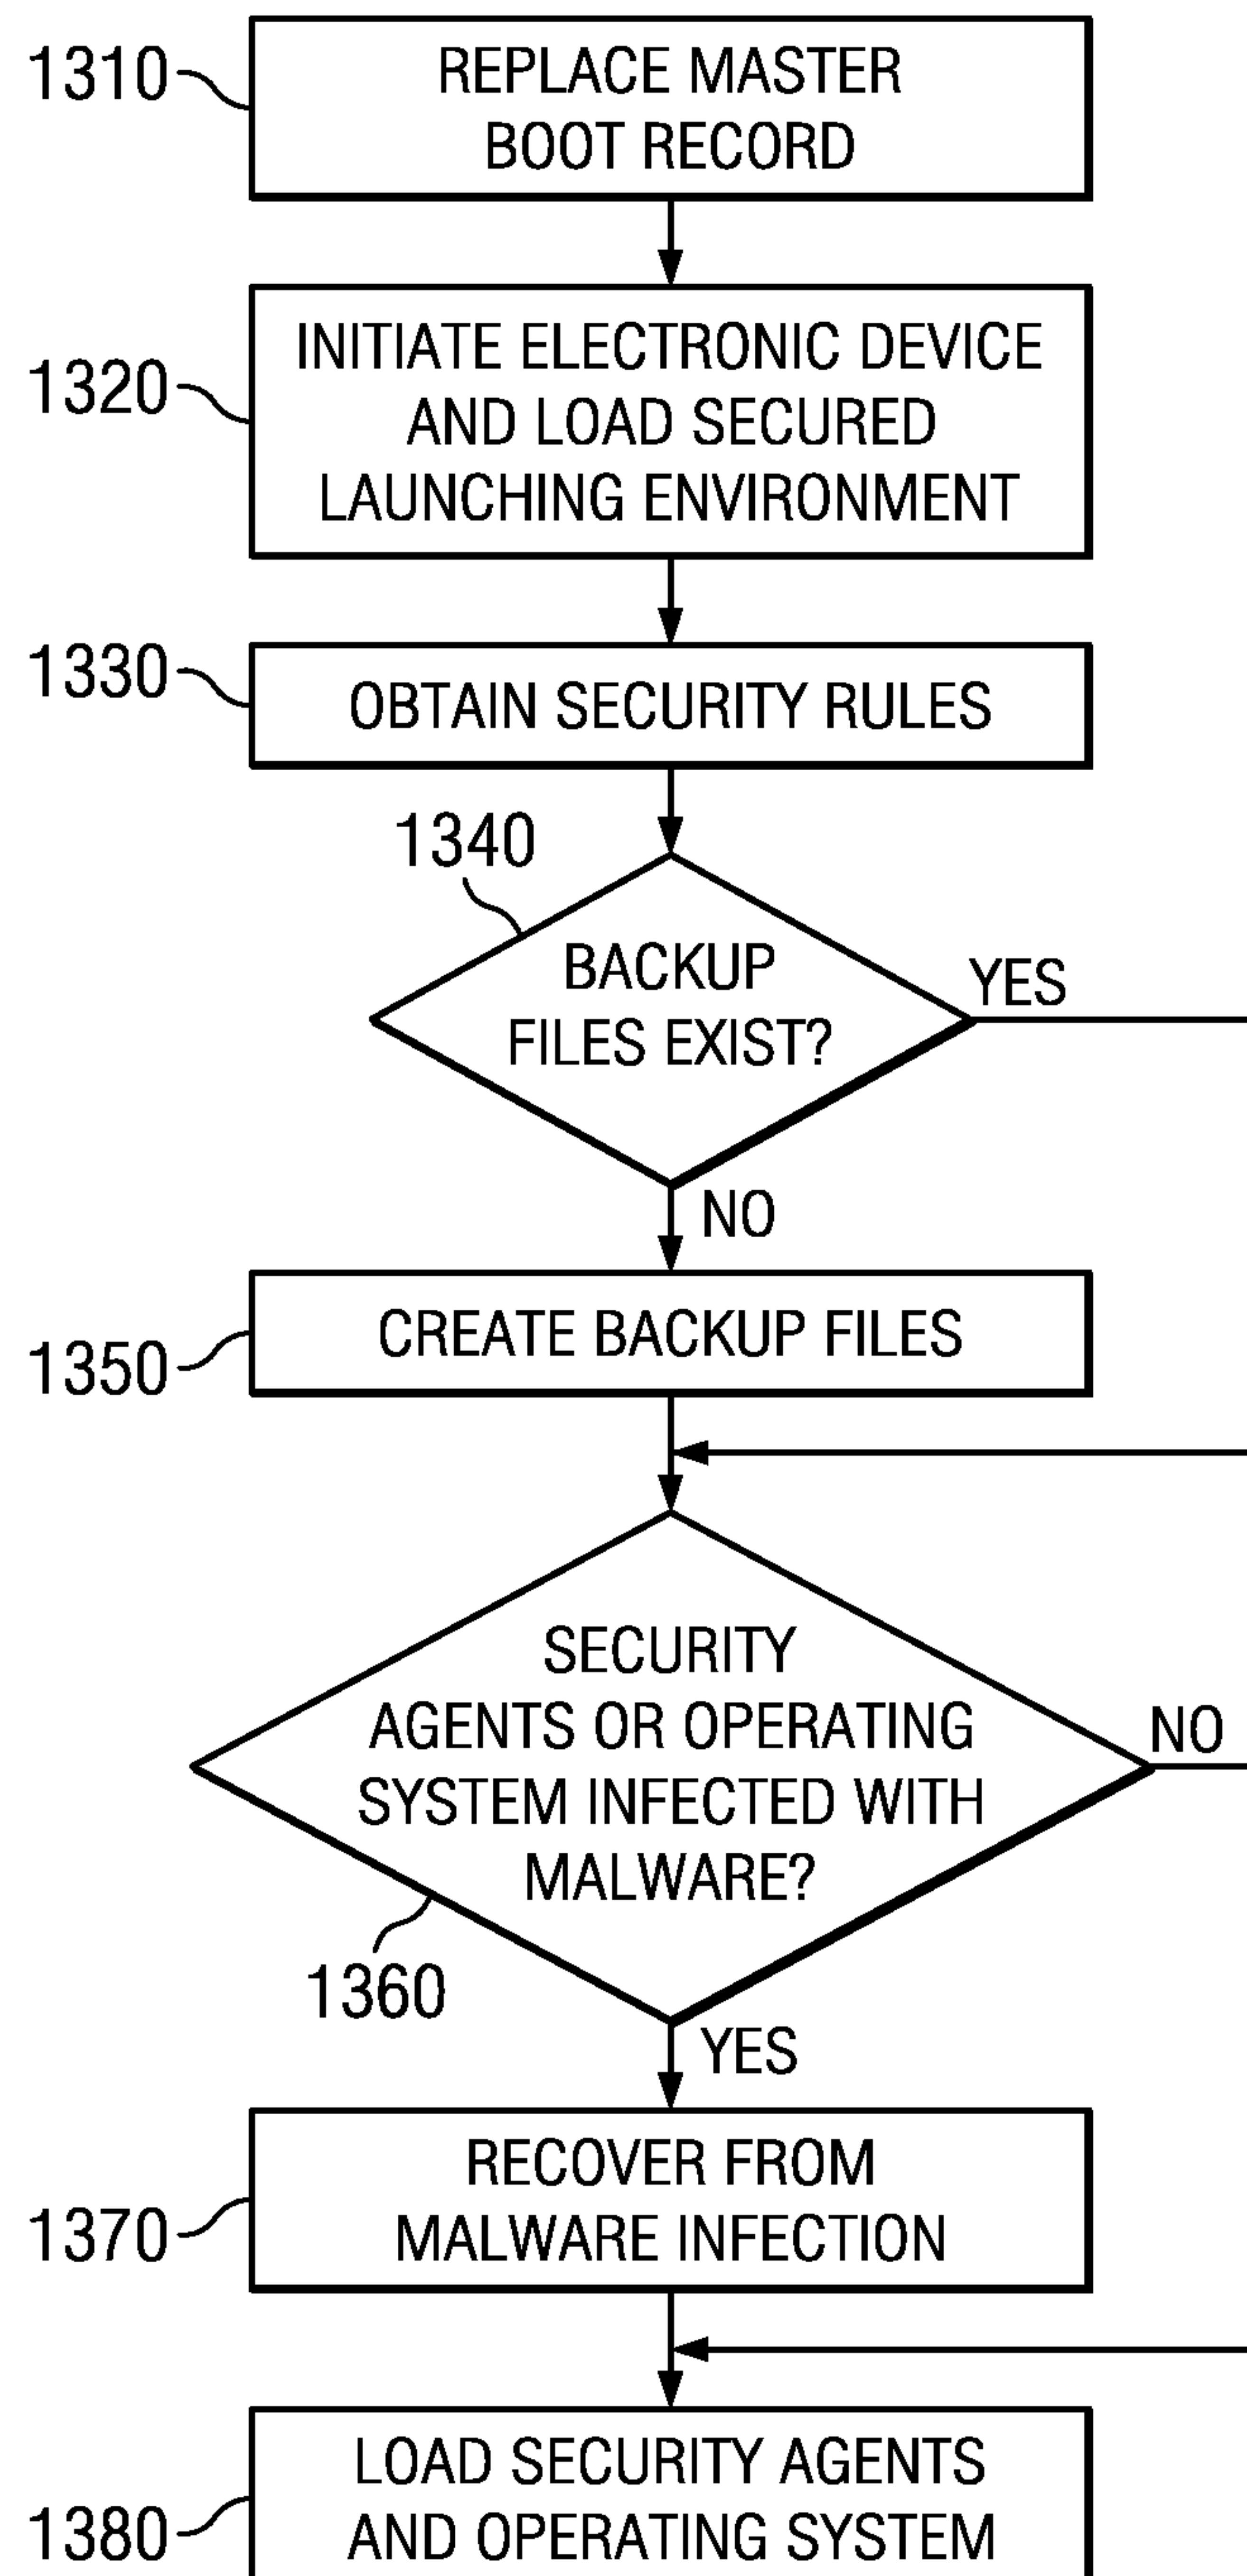 1310
REPLACE MASTER
BOOT RECORD
1320
INITIATE ELECTRONIC DEVICE
AND LOAD SECURED
LAUNCHING ENVIRONMENT
1330
OBTAIN SECURITY RULES
1340
BACKUP
FILES EXIST?
YES
NO
CREATE BACKUP FILES
1350
SECURITY
AGENTS OR OPERATING
SYSTEM INFECTED WITH
MALWARE?
NO
1360
YES
RECOVER FROM
MALWARE INFECTION
1370
LOAD SECURITY AGENTS
AND OPERATING SYSTEM
1380